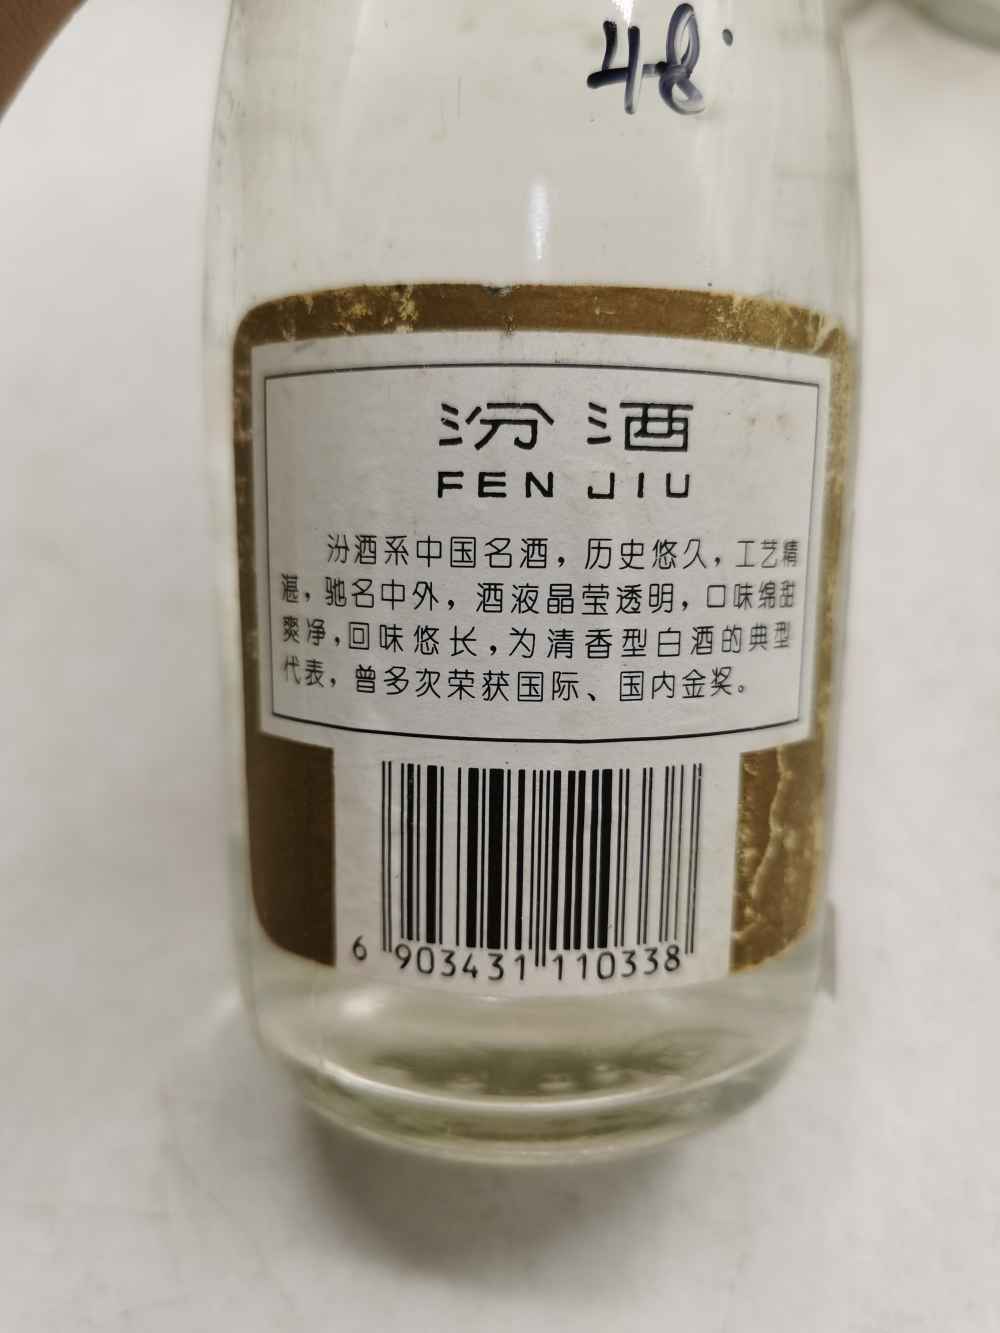 48.
汾酒
FEN JIU
汾酒系中国名酒，历史悠久，工艺精
湛，驰名中外，酒液晶莹透明，口味绵甜
爽净，回味悠长，为清香型白酒的典型
代表，曾多次荣获国际、国内金奖。
6 903431 110338